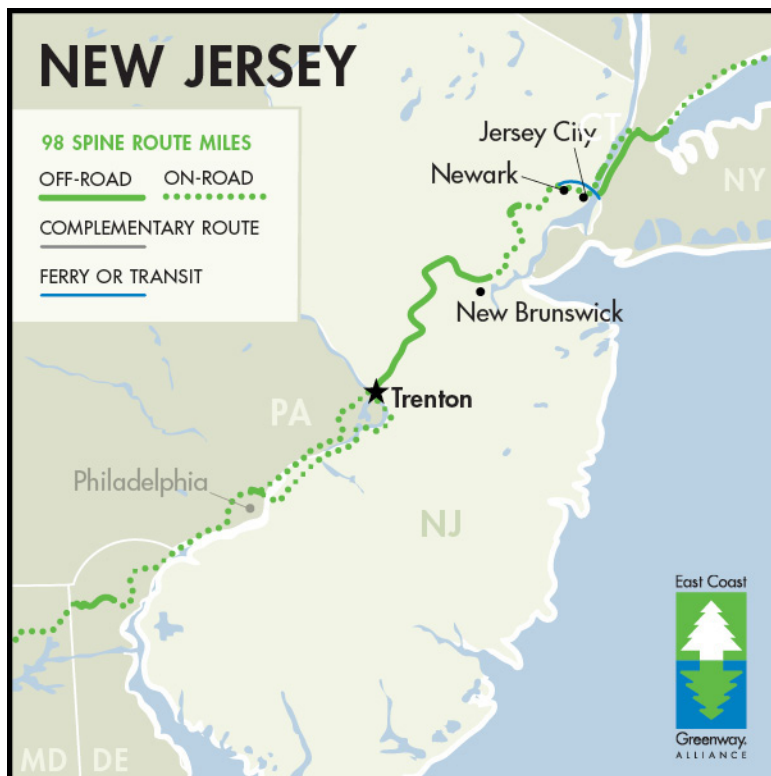 NEW JERSEY
98 SPINE ROUTE MILES
OFF-ROAD ON-ROAD
COMPLEMENTARY ROUTE
FERRY OR TRANSIT
CT
Jersey City
Newark
NY
New Brunswick
Trenton
PA
Philadelphia
NJ
East Coast
Greenway
ALLIANCE
MD DE